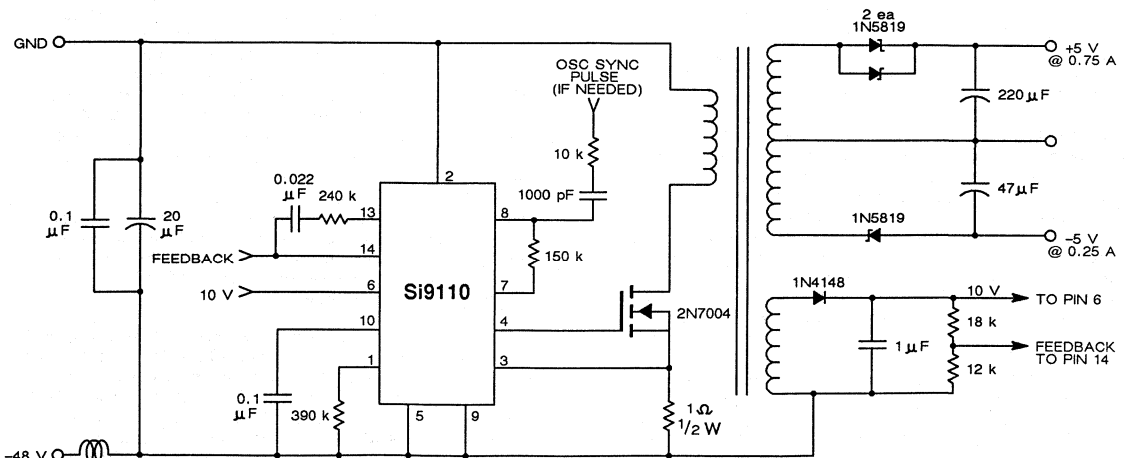 GND
2 ea
1N5819
+5 V
@ 0.75 A
OSC SYNC
PULSE
(IF NEEDED)
220 µF
10 k
1000 pF
0.022
µF
240 k
2
13
8
0.1
µF
20
µF
47 µF
150 k
1N5819
-5 V
@ 0.25 A
FEEDBACK
14
10 V
6
Si9110
7
1N4148
10 V
TO PIN 6
2N7004
10
4
18 k
1 µF
FEEDBACK
TO PIN 14
1
3
12 k
0.1
µF
390 k
5
9
1 Ω
1/2 W
-48 V